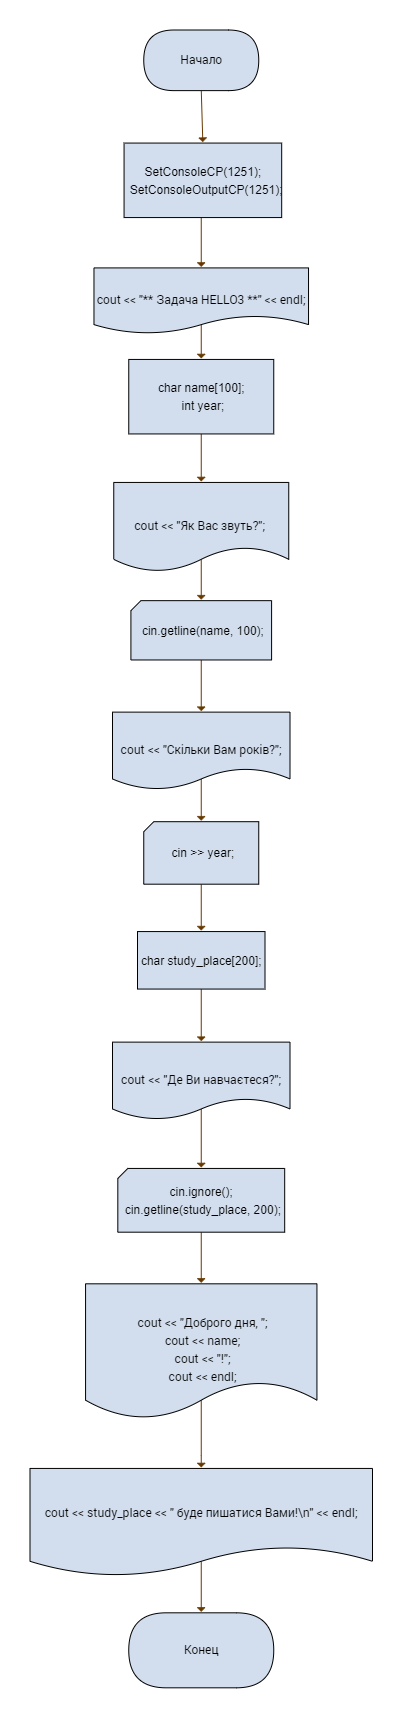 Начало
SetConsoleCP(1251);
SetConsoleOutputCP(1251);
cout << "** Задача HELLO3 **" << endl;
char name[100];
int year;
cout << "Як Вас звуть?";
cin.getline(name, 100);
cout << "Скільки Вам років?";
cin >> year;
char study_place[200];
cout << "Де Ви навчаєтеся?";
cin.ignore();
cin.getline(study_place, 200);
cout << "Доброго дня, ";
cout << name;
cout << "!";
cout << endl;
cout << study_place << " буде пишатися Вами!\n" << endl;
Конец